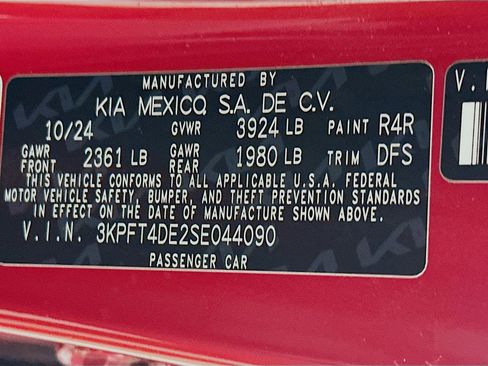 MANUFACTURED BY
KIA MEXICO, S.A. DE C.V.
10/24 GVWR 3924 LB PAINT R4R
GAWR FRONT 2361 LB GAWR REAR 1980 LB TRIM DFS
THIS VEHICLE CONFORMS TO ALL APPLICABLE U.S.A. FEDERAL
MOTOR VEHICLE SAFETY, BUMPER, AND THEFT PREVENTION STANDARDS
IN EFFECT ON THE DATE OF MANUFACTURE SHOWN ABOVE.
V.I.N. 3KPFT4DE2SE044090
PASSENGER CAR
V.I